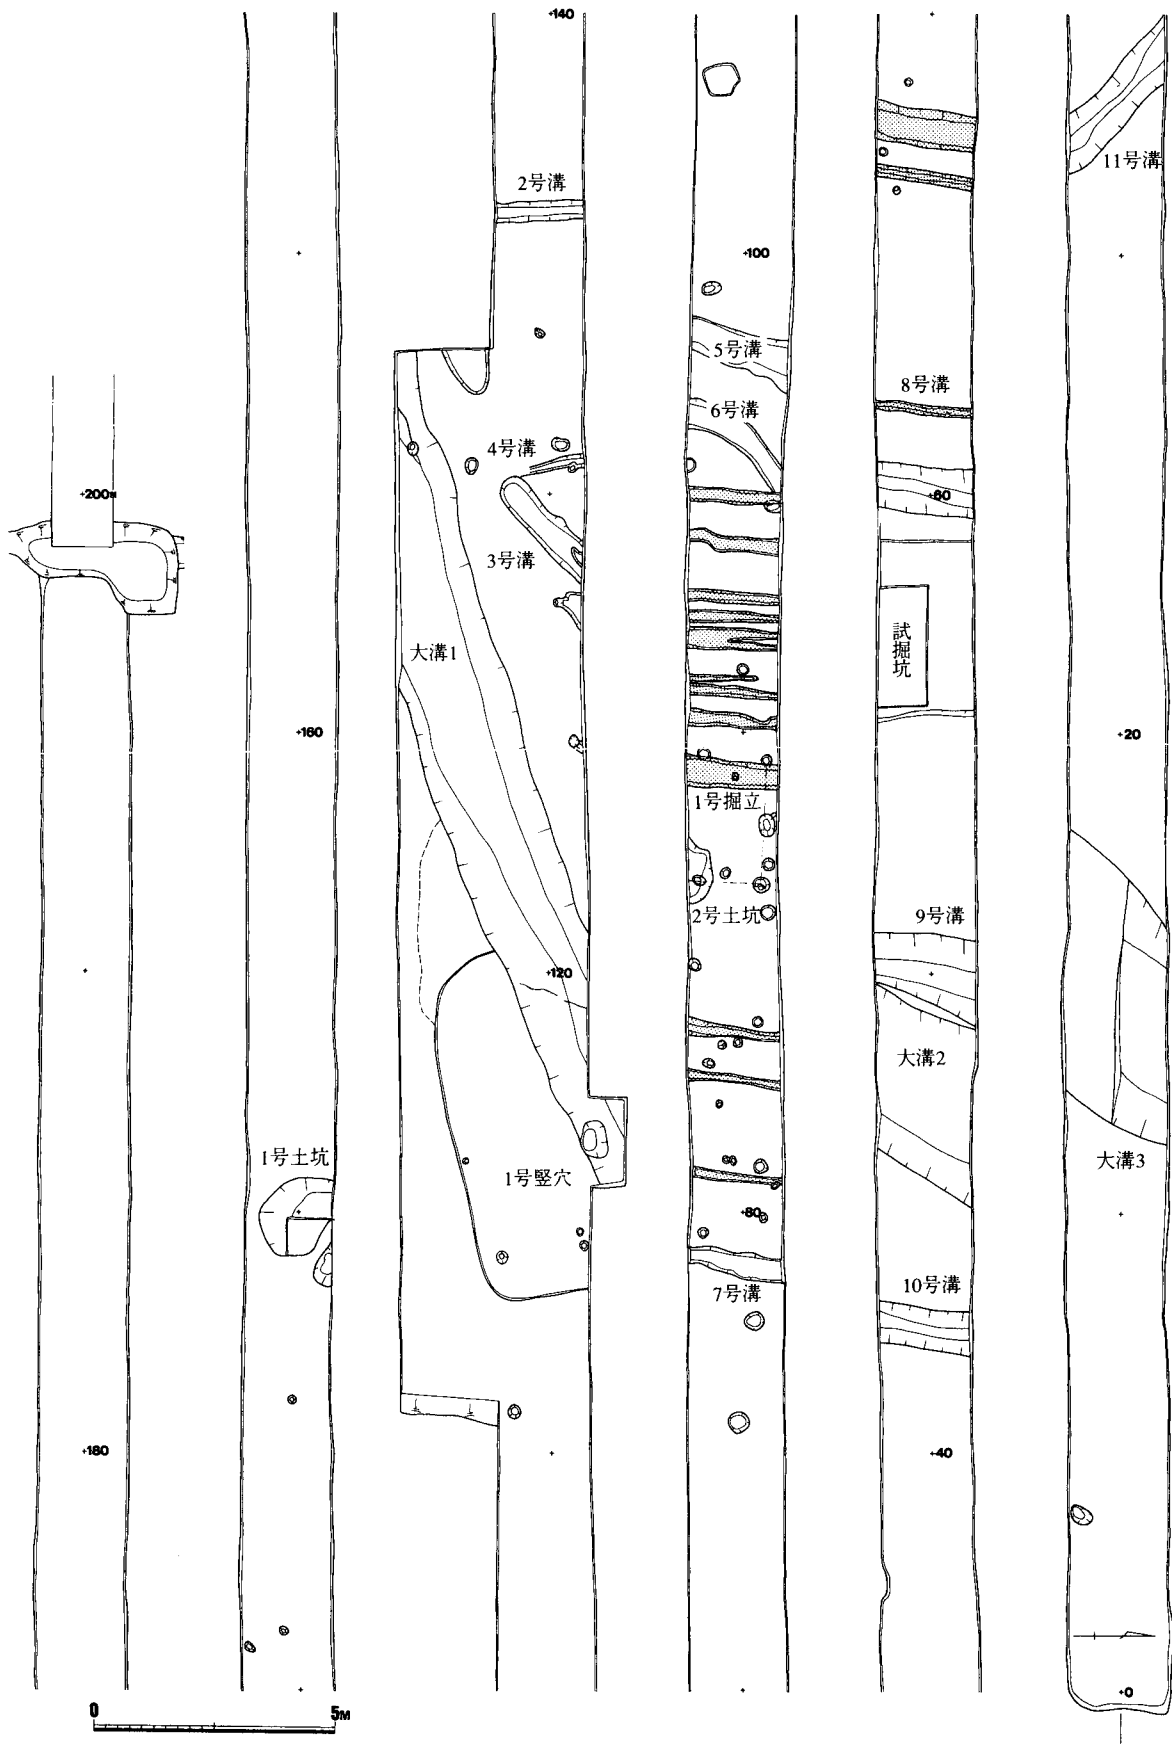 +200m
+180
+160
1号土坑
+140
2号溝
4号溝
3号溝
大溝1
+120
1号竪穴
+100
5号溝
6号溝
1号掘立
2号土坑
+80
7号溝
8号溝
+60
試掘坑
9号溝
大溝2
10号溝
+40
11号溝
+20
大溝3
+0
0
5M